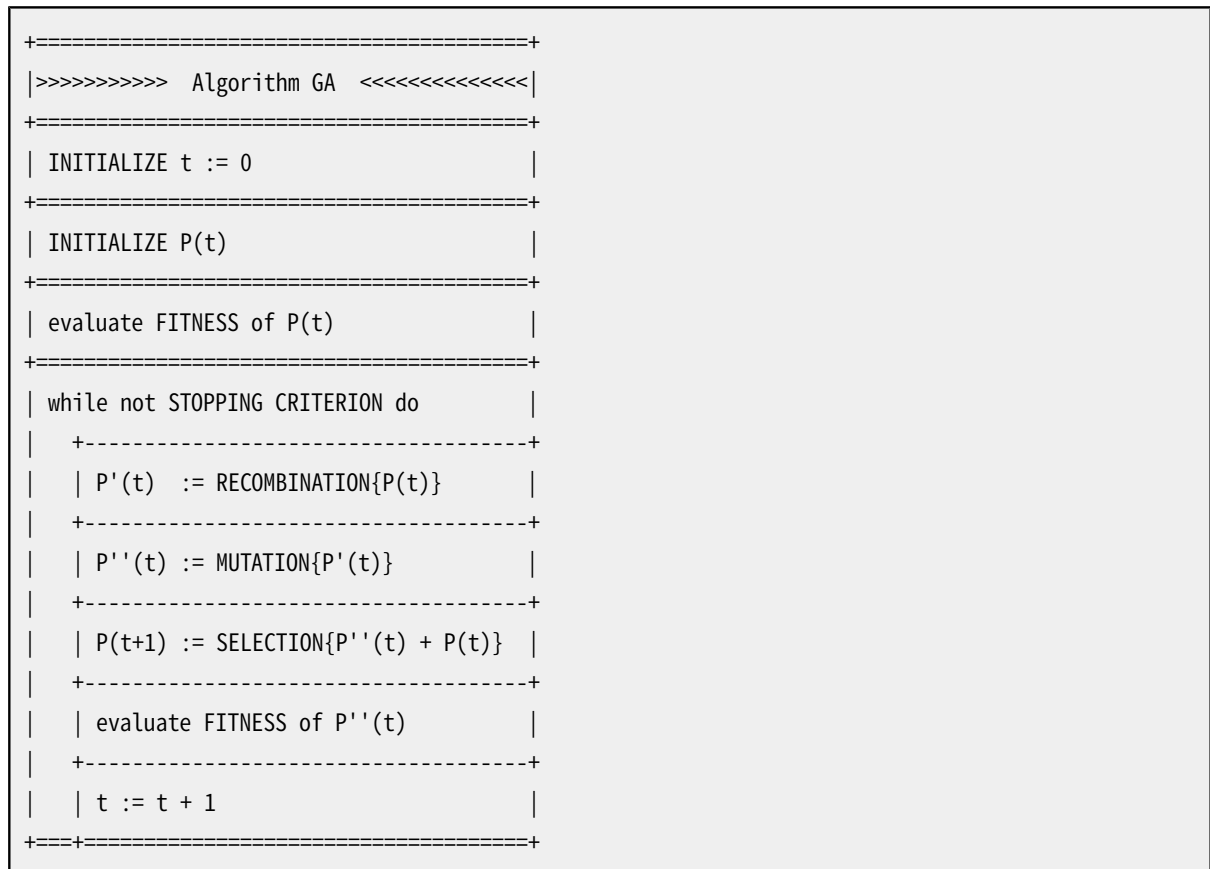 +=========================================+
|>>>>>>>>>>>  Algorithm GA  <<<<<<<<<<<<<<|
+=========================================+
| INITIALIZE t := 0                       |
+=========================================+
| INITIALIZE P(t)                         |
+=========================================+
| evaluate FITNESS of P(t)                |
+=========================================+
| while not STOPPING CRITERION do         |
|   +-------------------------------------+
|   | P'(t)  := RECOMBINATION{P(t)}       |
|   +-------------------------------------+
|   | P''(t) := MUTATION{P'(t)}           |
|   +-------------------------------------+
|   | P(t+1) := SELECTION{P''(t) + P(t)}  |
|   +-------------------------------------+
|   | evaluate FITNESS of P''(t)          |
|   +-------------------------------------+
|   | t := t + 1                          |
+===+=====================================+